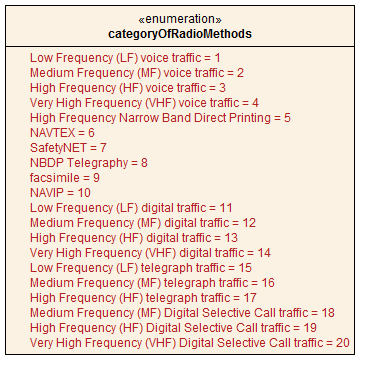 «enumeration»
categoryOfRadioMethods
Low Frequency (LF) voice traffic = 1
Medium Frequency (MF) voice traffic = 2
High Frequency (HF) voice traffic = 3
Very High Frequency (VHF) voice traffic = 4
High Frequency Narrow Band Direct Printing = 5
NAVTEX = 6
SafetyNET = 7
NBDP Telegraphy = 8
facsimile = 9
NAVIP = 10
Low Frequency (LF) digital traffic = 11
Medium Frequency (MF) digital traffic = 12
High Frequency (HF) digital traffic = 13
Very High Frequency (VHF) digital traffic = 14
Low Frequency (LF) telegraph traffic = 15
Medium Frequency (MF) telegraph traffic = 16
High Frequency (HF) telegraph traffic = 17
Medium Frequency (MF) Digital Selective Call traffic = 18
High Frequency (HF) Digital Selective Call traffic = 19
Very High Frequency (VHF) Digital Selective Call traffic = 20